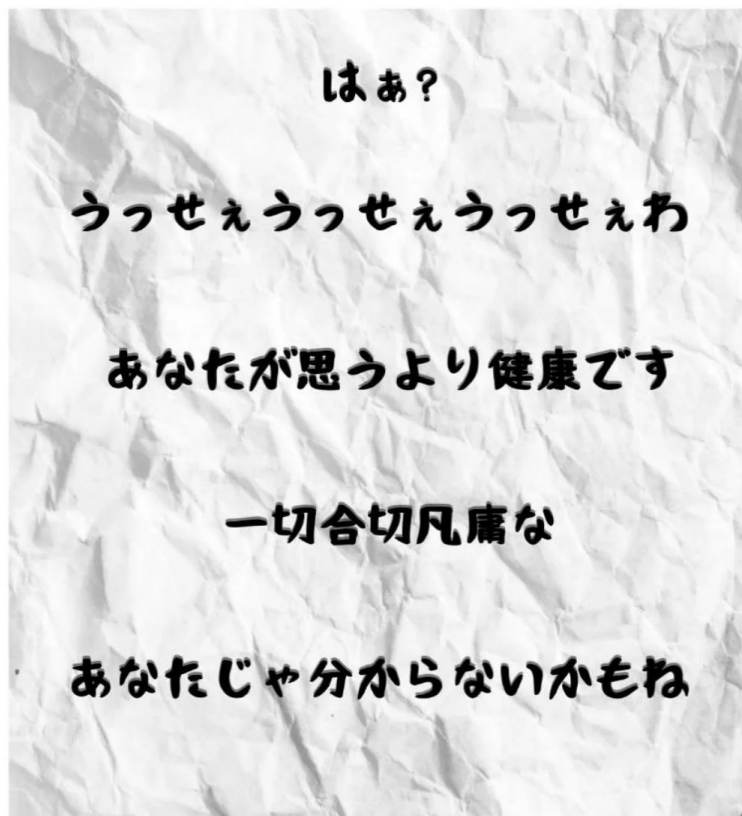 はぁ?
うっせぇうっせぇうっせぇわ
あなたが思うより健康です
一切合切凡庸な
あなたじゃ分からないかもね